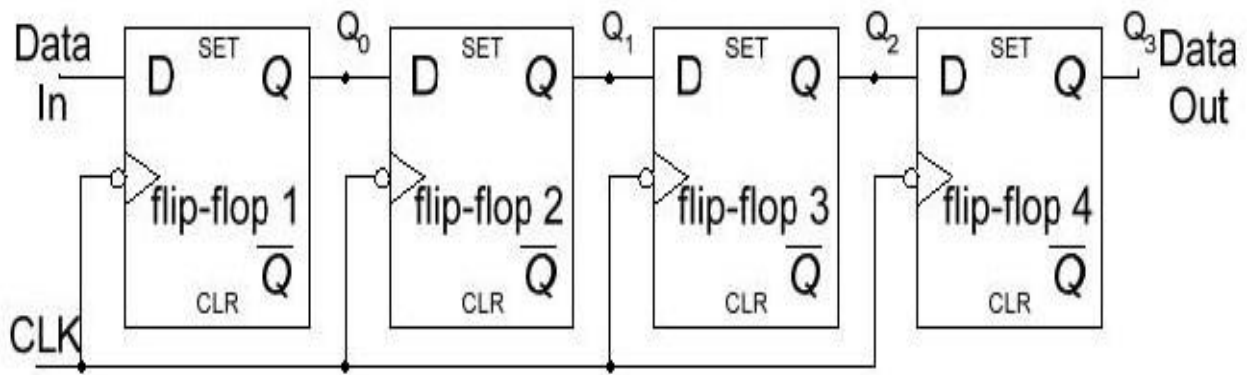 Data In
SET
D Q
flip-flop 1
Q̅
CLR
Q₀
SET
D Q
flip-flop 2
Q̅
CLR
Q₁
SET
D Q
flip-flop 3
Q̅
CLR
Q₂
SET
D Q
flip-flop 4
Q̅
CLR
Q₃
Data
Out
CLK